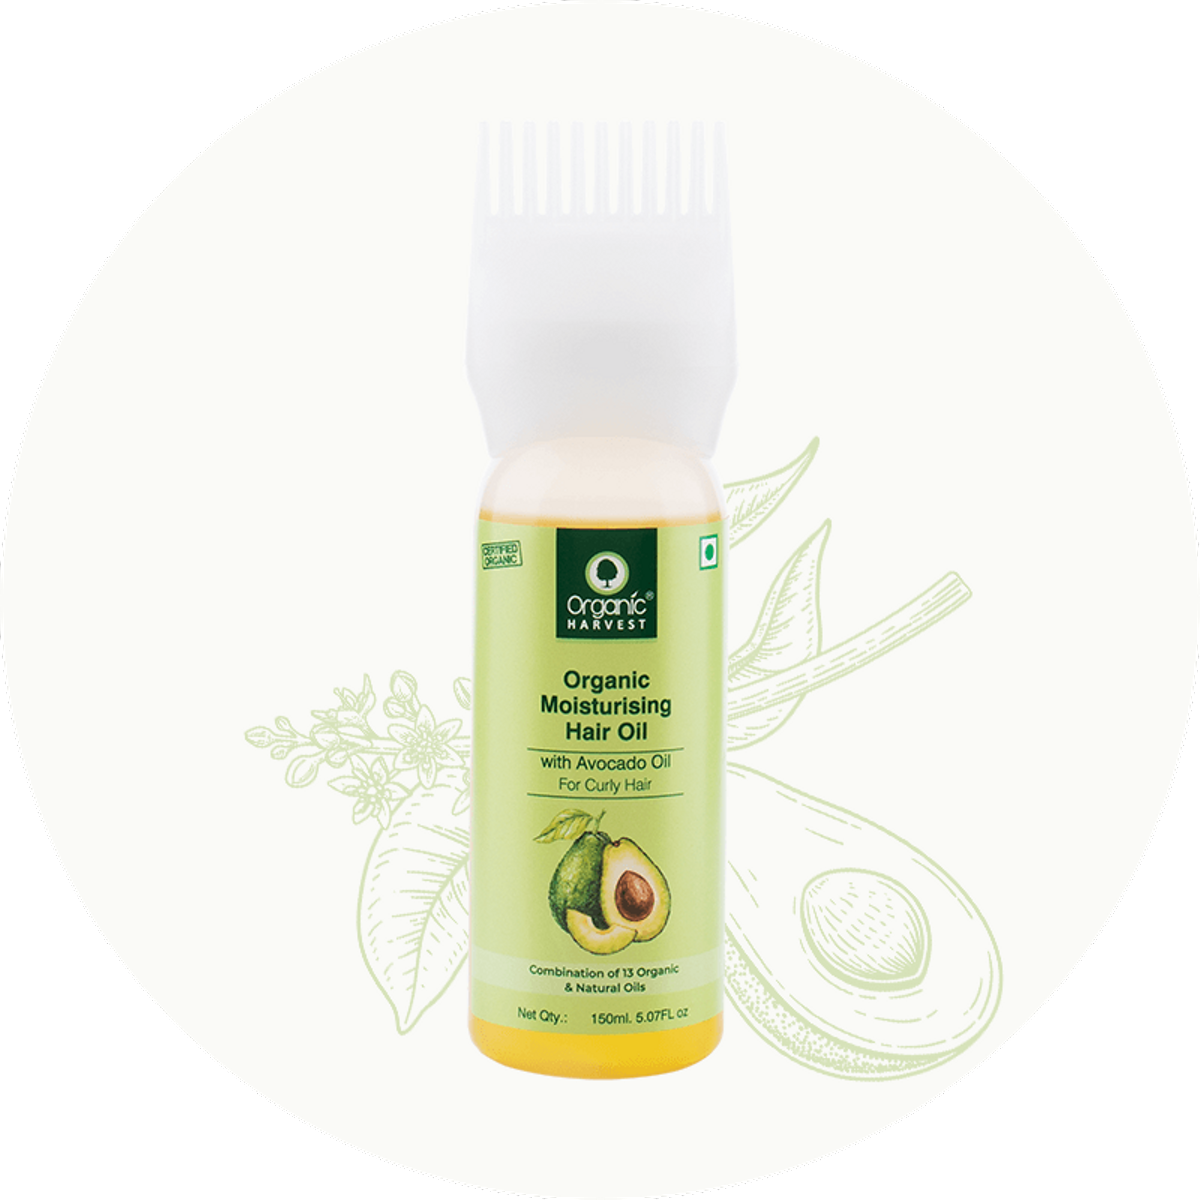 CERTIFIED
ORGANIC
Organic®
HARVEST
Organic
Moisturising
Hair Oil
with Avocado Oil
For Curly Hair
Combination of 13 Organic
& Natural Oils
Net Qty.: 150ml. 5.07FL oz